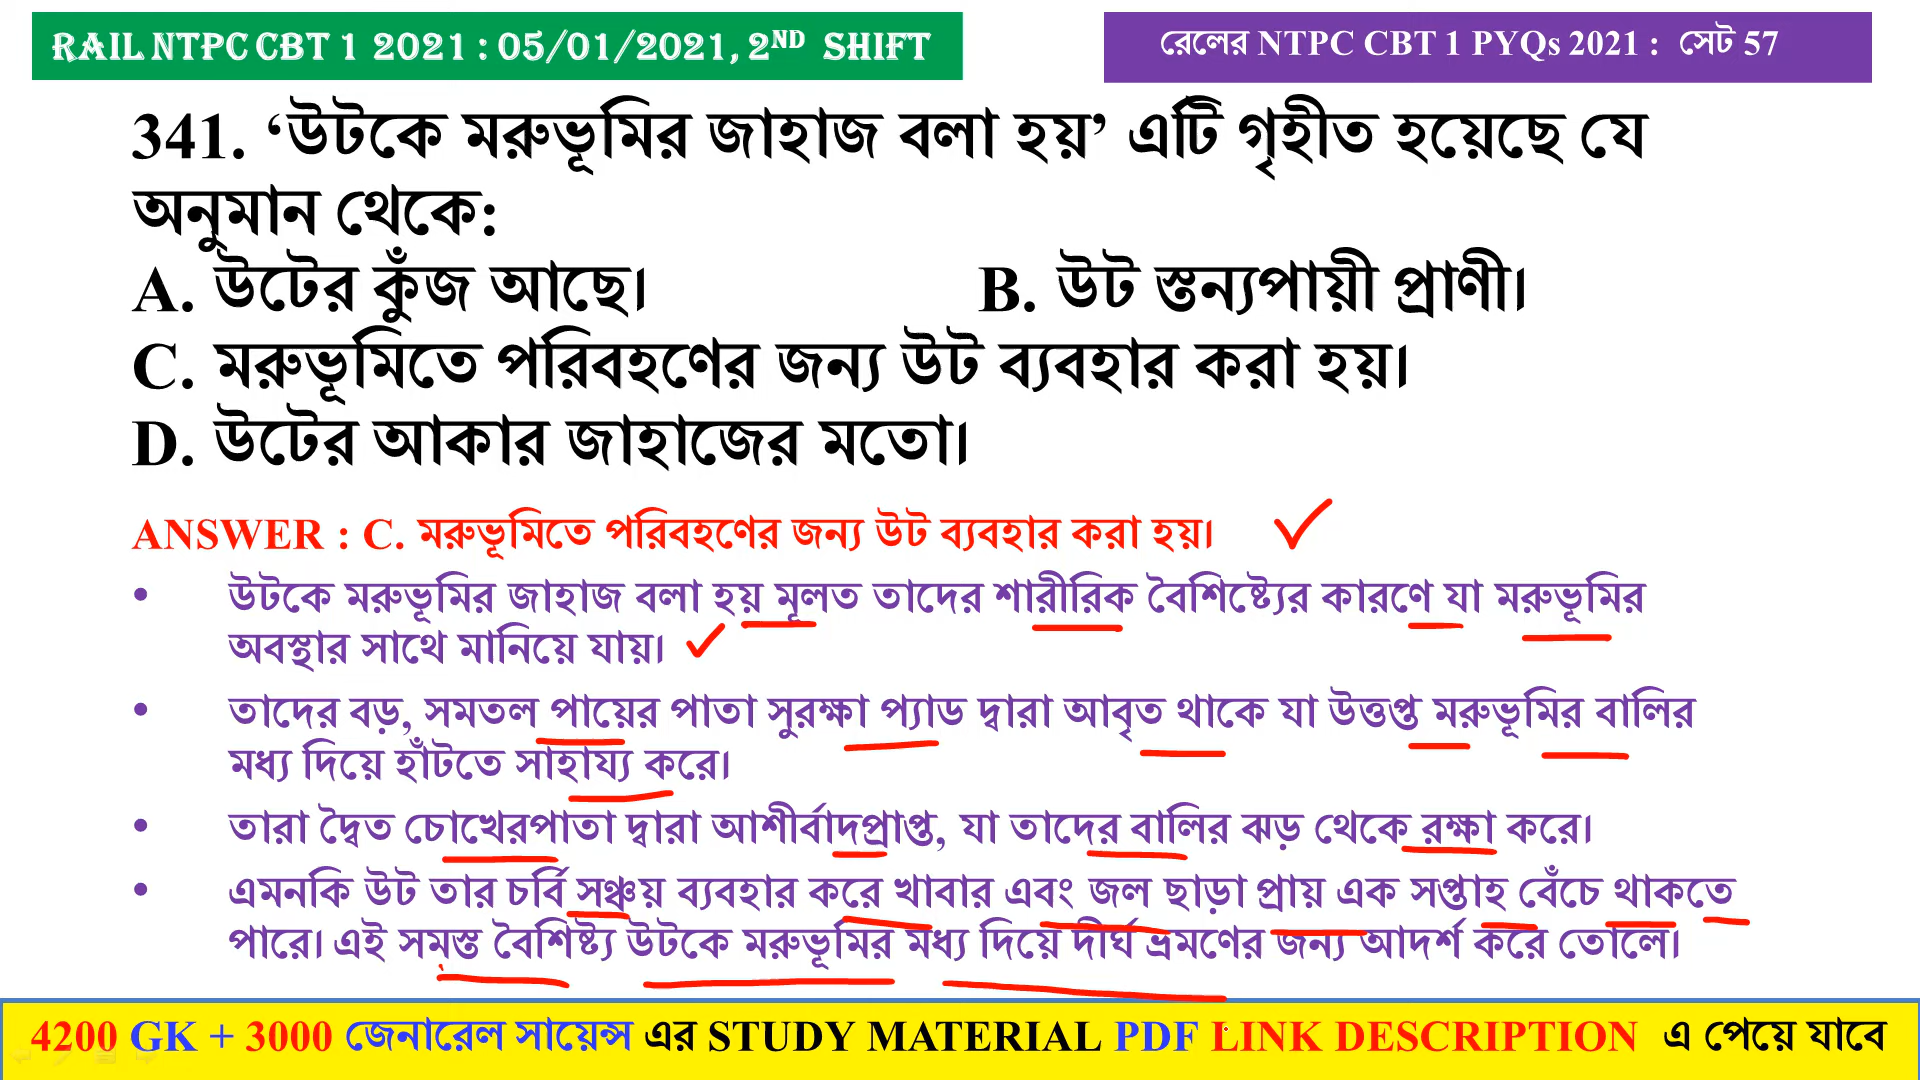 RAIL NTPC CBT 1 2021 : 05/01/2021, 2ND SHIFT
রেলের NTPC CBT 1 PYQs 2021 : সেট 57
341. ‘উটকে মরুভূমির জাহাজ বলা হয়’ এটি গৃহীত হয়েছে যে
অনুমান থেকে:
A. উটের কুঁজ আছে। B. উট স্তন্যপায়ী প্রাণী।
C. মরুভূমিতে পরিবহণের জন্য উট ব্যবহার করা হয়।
D. উটের আকার জাহাজের মতো।
ANSWER : C. মরুভূমিতে পরিবহণের জন্য উট ব্যবহার করা হয়।
• উটকে মরুভূমির জাহাজ বলা হয় মূলত তাদের শারীরিক বৈশিষ্ট্যের কারণে যা মরুভূমির
অবস্থার সাথে মানিয়ে যায়।
• তাদের বড়, সমতল পায়ের পাতা সুরক্ষা প্যাড দ্বারা আবৃত থাকে যা উত্তপ্ত মরুভূমির বালির
মধ্য দিয়ে হাঁটতে সাহায্য করে।
• তারা দ্বৈত চোখেরপাতা দ্বারা আশীর্বাদপ্রাপ্ত, যা তাদের বালির ঝড় থেকে রক্ষা করে।
• এমনকি উট তার চর্বি সঞ্চয় ব্যবহার করে খাবার এবং জল ছাড়া প্রায় এক সপ্তাহ বেঁচে থাকতে
পারে। এই সমস্ত বৈশিষ্ট্য উটকে মরুভূমির মধ্য দিয়ে দীর্ঘ ভ্রমণের জন্য আদর্শ করে তোলে।
4200 GK + 3000 জেনারেল সায়েন্স এর STUDY MATERIAL PDF LINK DESCRIPTION এ পেয়ে যাবে